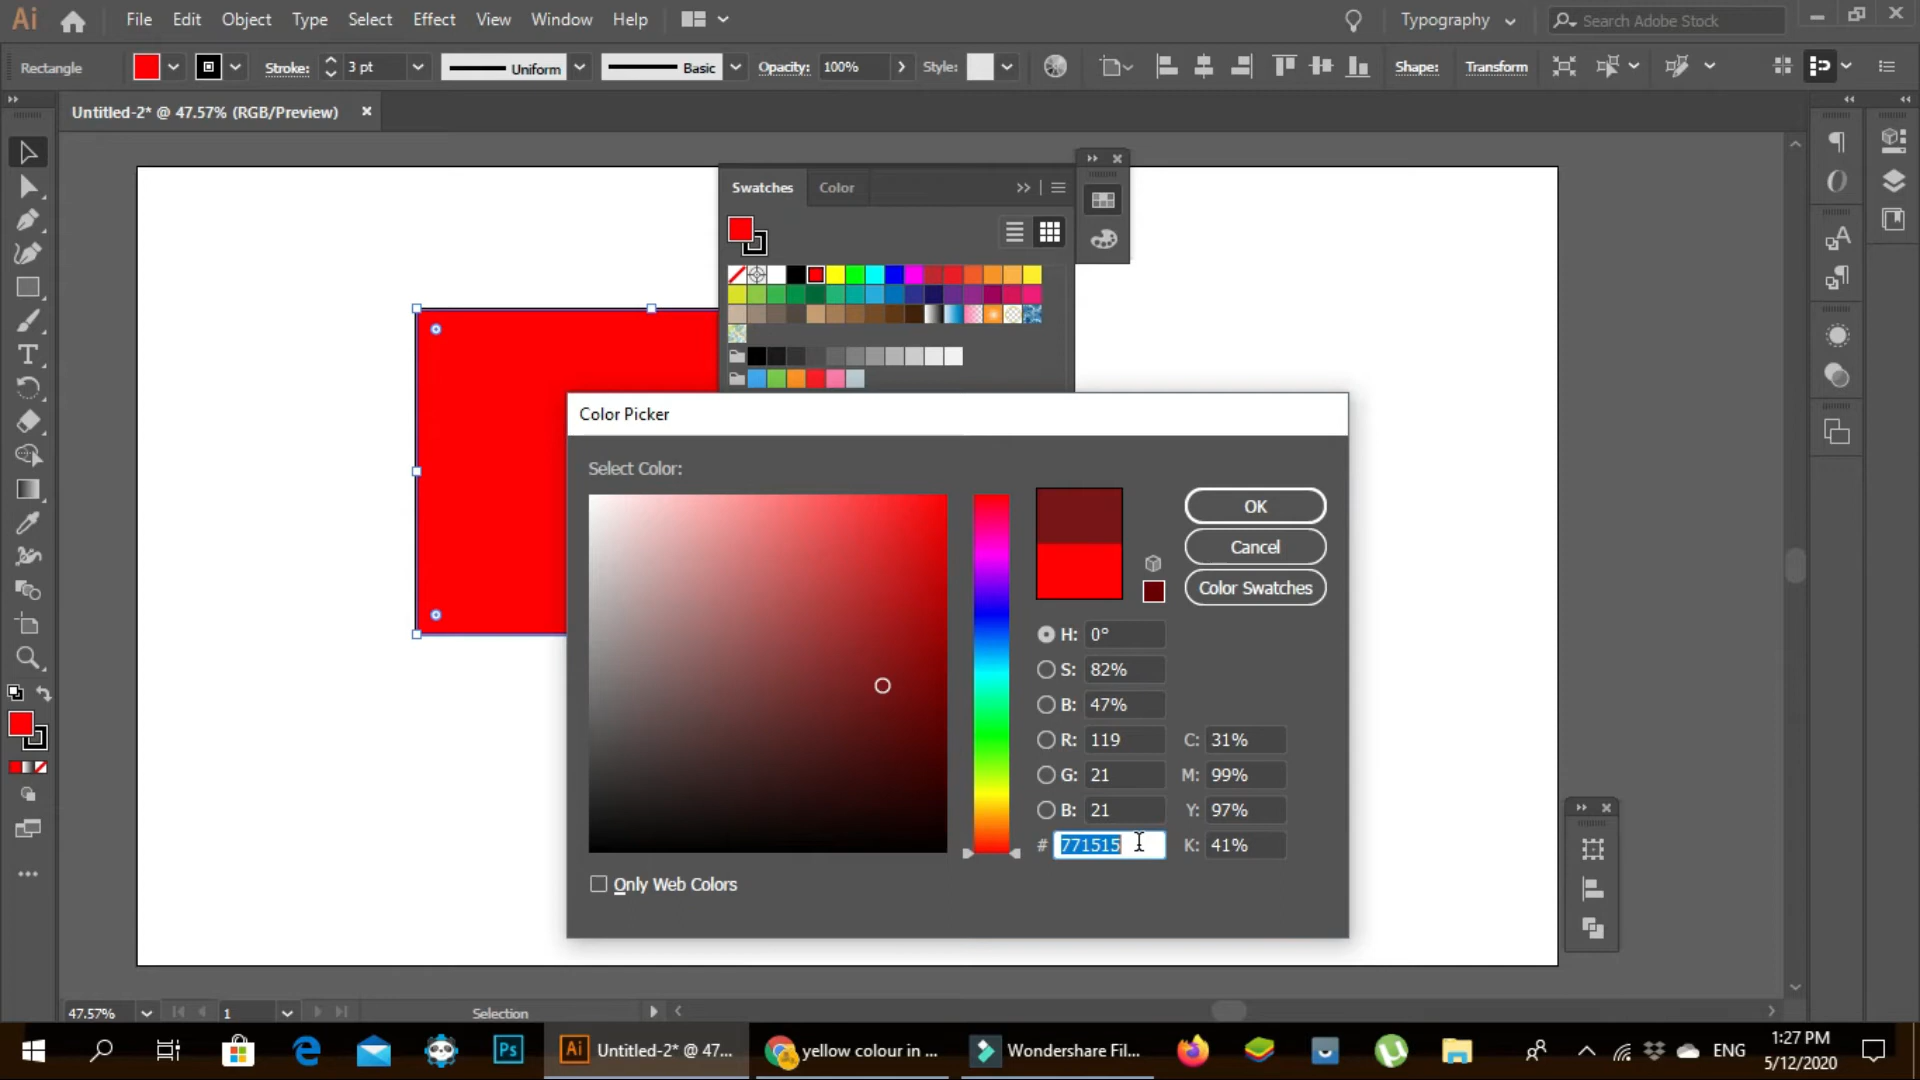 Ai File Edit Object Type Select Effect View Window Help Typography Search Adobe Stock
Rectangle Stroke: 3 pt Uniform Basic Opacity: 100% Style: Shape: Transform
Untitled-2* @ 47.57% (RGB/Preview)
Swatches Color
Color Picker
Select Color:
OK
Cancel
Color Swatches
H: 0°
S: 82%
B: 47%
R: 119 C: 31%
G: 21 M: 99%
B: 21 Y: 97%
# 771515 K: 41%
Only Web Colors
47.57% 1 Selection
Ps Ai Untitled-2* @ 47... yellow colour in ... Wondershare Fil... ENG 1:27 PM
5/12/2020